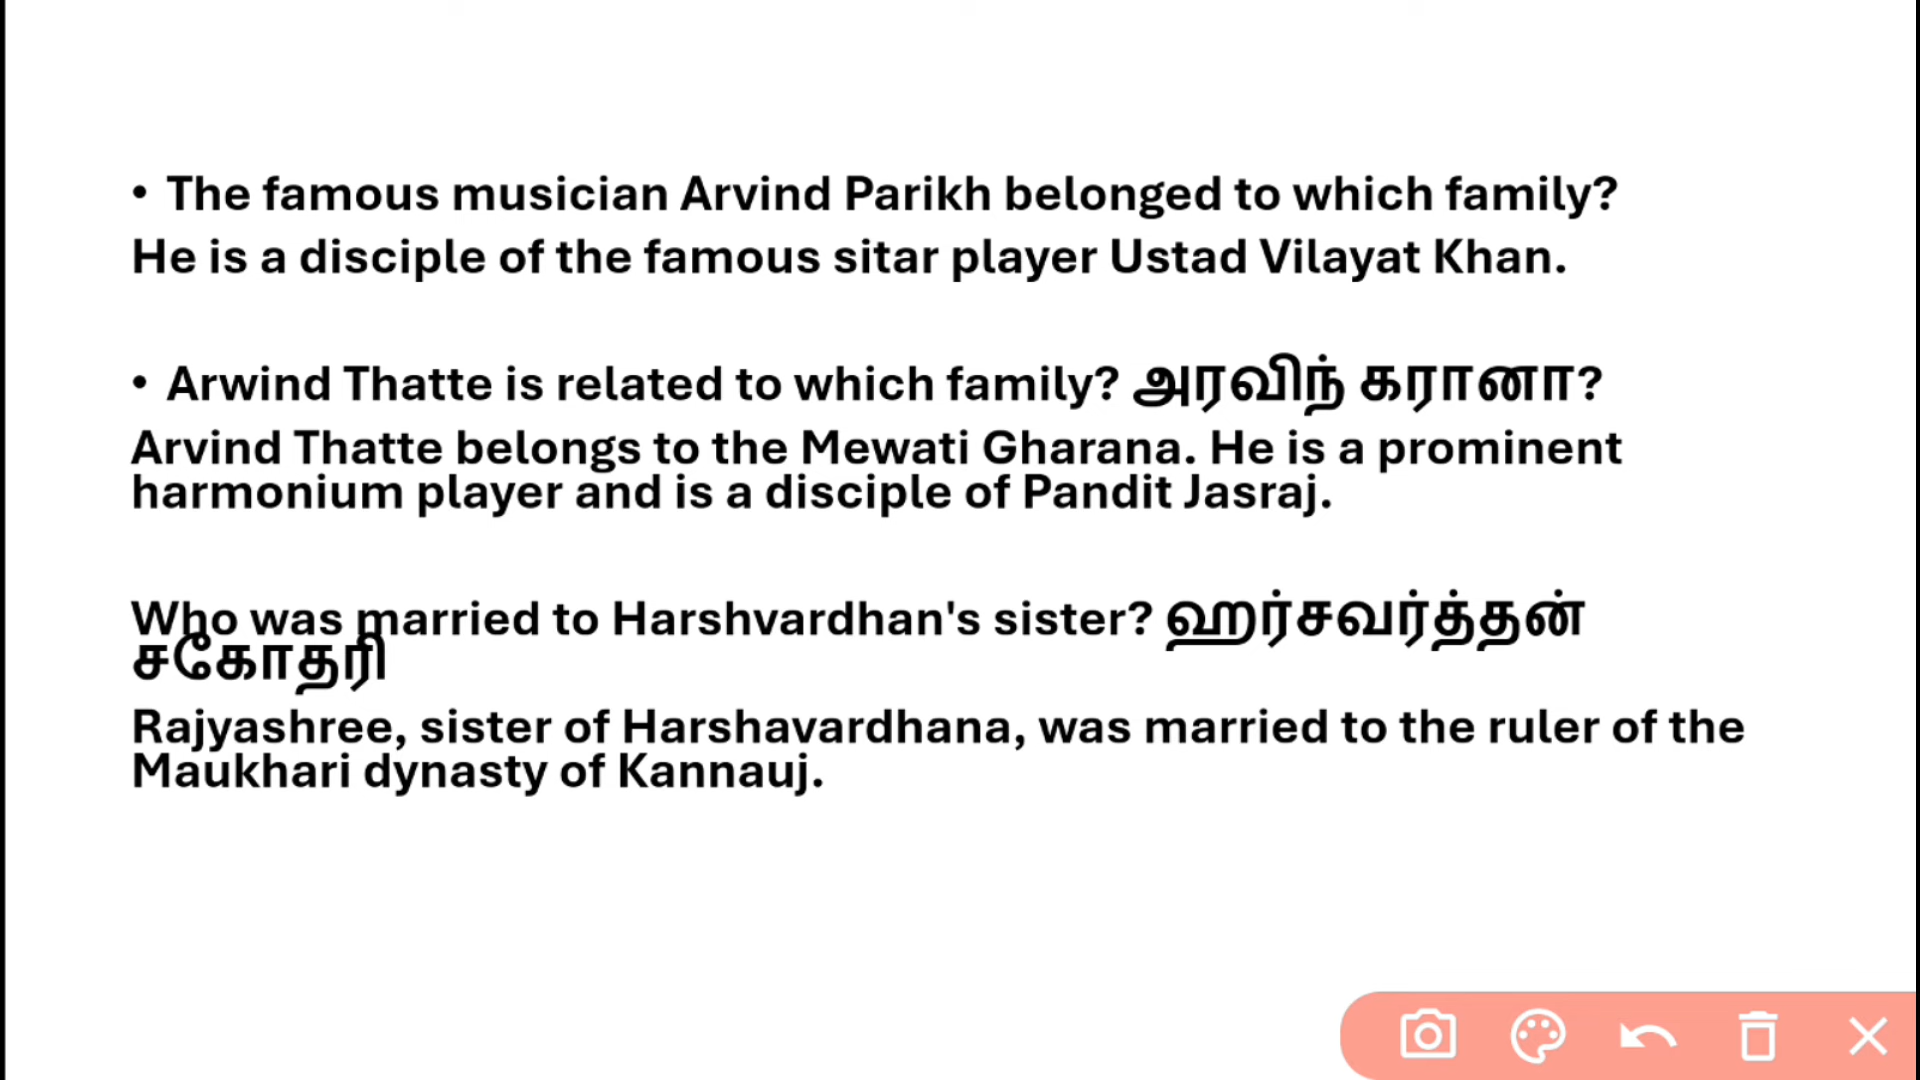 • The famous musician Arvind Parikh belonged to which family?
He is a disciple of the famous sitar player Ustad Vilayat Khan.
• Arwind Thatte is related to which family? அரவிந் கரானா?
Arvind Thatte belongs to the Mewati Gharana. He is a prominent
harmonium player and is a disciple of Pandit Jasraj.
Who was married to Harshvardhan's sister? ஹர்சவர்த்தன்
சகோதரி
Rajyashree, sister of Harshavardhana, was married to the ruler of the
Maukhari dynasty of Kannauj.